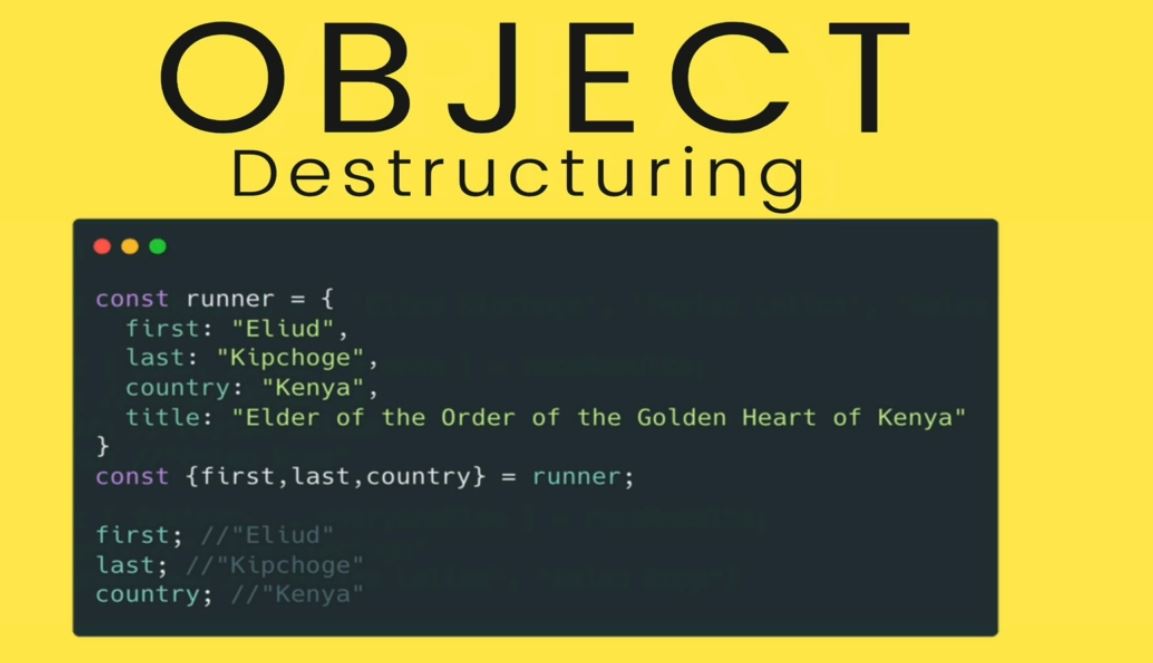 OBJECT
Destructuring
const runner = {
  first: "Eliud",
  last: "Kipchoge",
  country: "Kenya",
  title: "Elder of the Order of the Golden Heart of Kenya"
}
const {first,last,country} = runner;
first; //"Eliud"
last; //"Kipchoge"
country; //"Kenya"